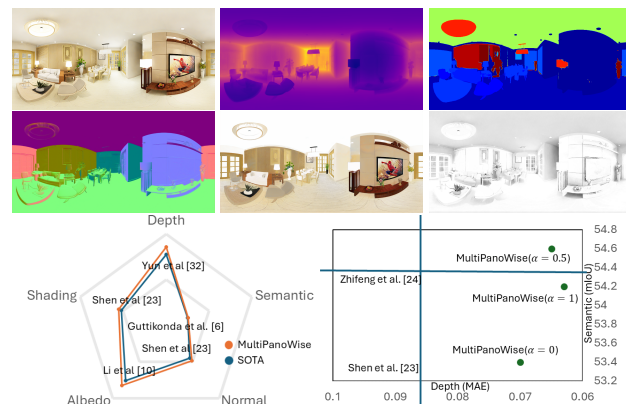 Depth
Yun et al [32]
Shading
Semantic
Shen et al [23]
Guttikonda et al. [6]
Shen et al [23]
MultiPanoWise
SOTA
Li et al [10]
Albedo
Normal
54.8
54.6
54.4
54.2
54
53.8
53.6
53.4
53.2
Semantic (mIoU)
MultiPanoWise(α = 0.5)
Zhifeng et al. [24]
MultiPanoWise(α = 1)
MultiPanoWise(α = 0)
Shen et al. [23]
Depth (MAE)
0.1 0.09 0.08 0.07 0.06